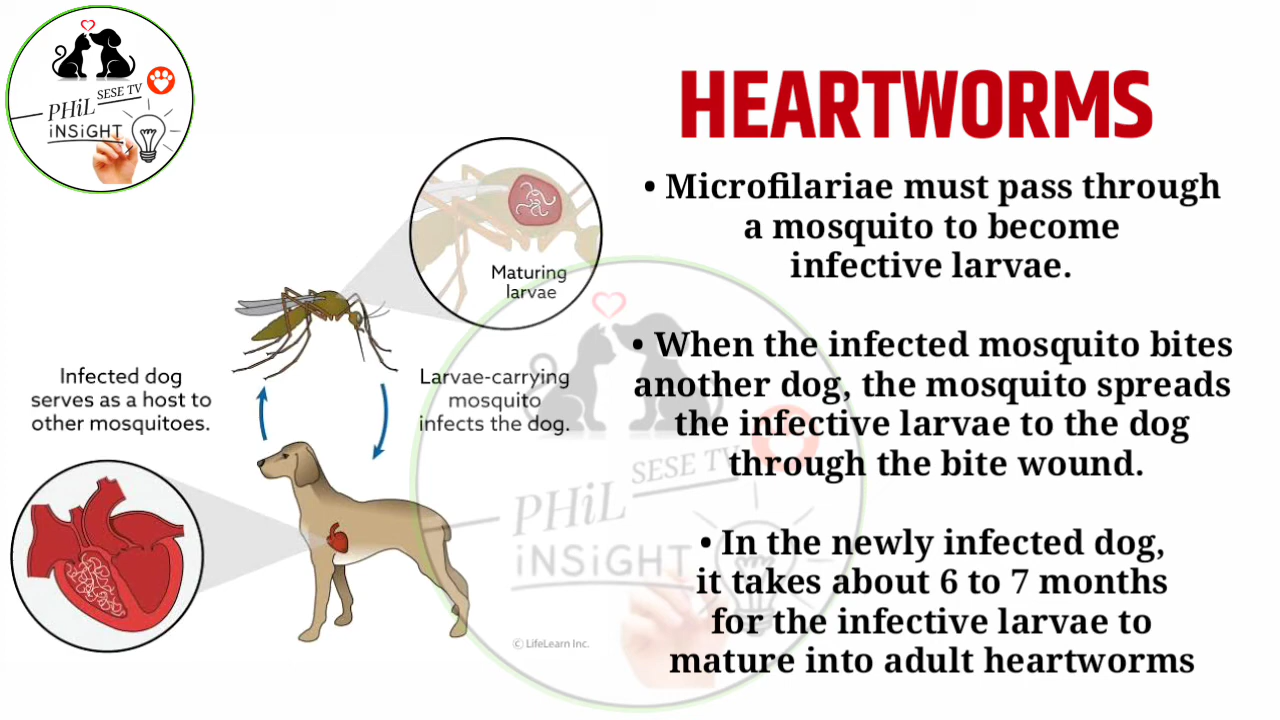 SESE TV
PHiL
iNSiGHT
HEARTWORMS
• Microfilariae must pass through
a mosquito to become
infective larvae.
Maturing
larvae
• When the infected mosquito bites
another dog, the mosquito spreads
the infective larvae to the dog
through the bite wound.
Infected dog
serves as a host to
other mosquitoes.
Larvae-carrying
mosquito
infects the dog.
SESE TV
PHiL
iNSiGHT
• In the newly infected dog,
it takes about 6 to 7 months
for the infective larvae to
mature into adult heartworms
© LifeLearn Inc.